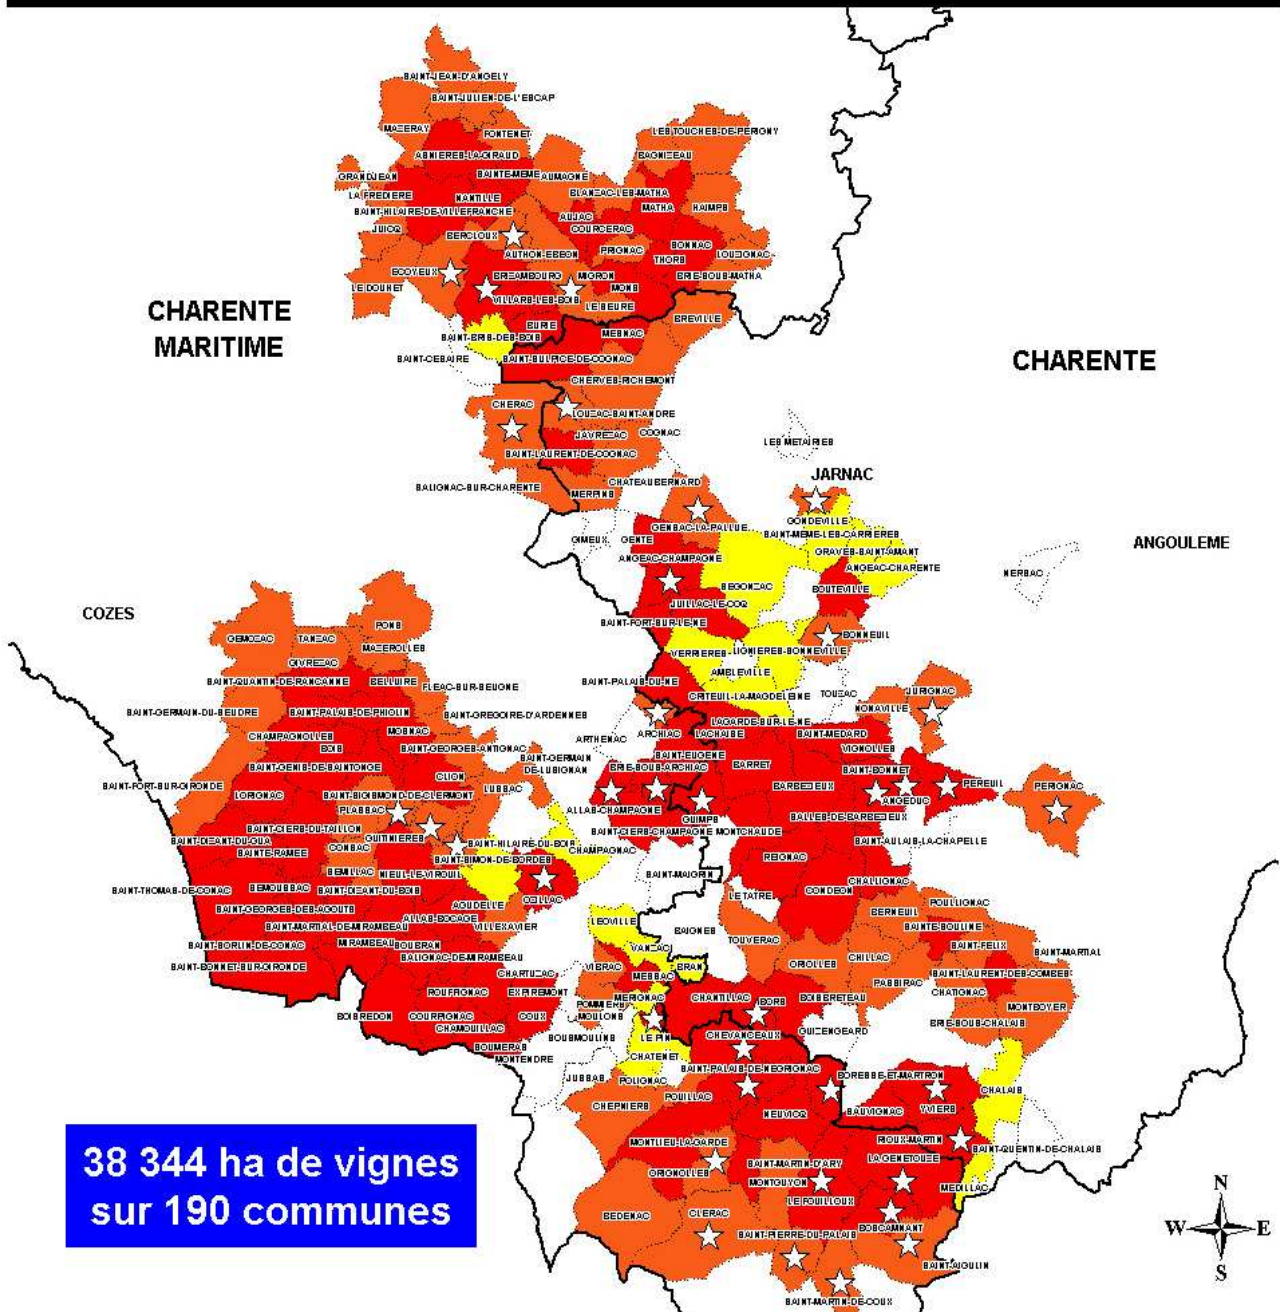 SAINT-JEAN-D'ANGELY
SAINT-JULIEN-DE-L'ESCAP
MAZERAY
FONTENET
LES TOUCHES-DE-PERIGNY
ASNIERES-LA-GIRAUD
BAGNIZEAU
GRANDJEAN
SAINTE-MEME
AUMAGNE
LA FREDIERE
NANTILLE
BLANZAC-LES-MATHA
MATHA
HAIMPS
SAINT-HILAIRE-DE-VILLEFRANCHE
AUJAC
COURCERAC
JUICQ
BERCLOUX
AUTHON-EBEON
PRIGNAC
SONNAC
THORS
LOUZIGNAC
ECOYEUX
BRIZAMBOURG
MIGRON
BRIE-SOUS-MATHA
LE DOUHET
VILLARS-LES-BOIS
MONS
LE SEURE
CHARENTE
MARITIME
BURIE
MESNAC
BREVILLE
SAINT-BRIS-DES-BOIS
SAINT-CESAIRE
SAINT-SULPICE-DE-COGNAC
CHARENTE
CHERVES-RICHEMONT
CHERAC
LOUZAC-SAINT-ANDRE
JAVREZAC
COGNAC
LES METAIRIES
SAINT-LAURENT-DE-COGNAC
JARNAC
SALIGNAC-SUR-CHARENTE
MERPINS
CHATEAUBERNARD
GENSAC-LA-PALLUE
GONDEVILLE
SAINT-MEME-LES-CARRIERES
GIMEUX
GENTE
GRAVES-SAINT-AMANT
ANGOULEME
ANGEAC-CHAMPAGNE
ANGEAC-CHARENTE
NERSAC
SEGONZAC
BOUTEVILLE
COZES
JUILLAC-LE-COQ
SAINT-FORT-SUR-LE-NE
PONS
GEMOZAC
TANZAC
MAZEROLLES
BONNEUIL
VERRIERES
LIGNIERES-SONNEVILLE
GIVREZAC
AMBLEVILLE
SAINT-QUANTIN-DE-RANCANNE
BELLUIRE
FLEAC-SUR-SEUGNE
SAINT-PALAIS-DU-NE
CRITEUIL-LA-MAGDELEINE
TOUZAC
JURIGNAC
NONAVILLE
SAINT-GERMAIN-DU-SEUDRE
SAINT-PALAIS-DE-PHIOLIN
SAINT-GREGOIRE-D'ARDENNES
LAGARDE-SUR-LE-NE
CHAMPAGNOLLES
MOSNAC
ARTHENAC
ARCHIAC
LACHAISE
SAINT-MEDARD
VIGNOLLES
BOIS
SAINT-GEORGES-ANTIGNAC
SAINT-EUGENE
SAINT-GENIS-DE-SAINTONGE
SAINT-GERMAIN
DE-LUSIGNAN
BRIE-SOUS-ARCHIAC
BARRET
SAINT-BONNET
CLION
SAINT-FORT-SUR-GIRONDE
LORIGNAC
SAINT-SIGISMOND-DE-CLERMONT
LUSSAC
BARBEZIEUX
PEREUIL
PERIGNAC
ANGEDUC
PLASSAC
ALLAS-CHAMPAGNE
GUIMPS
SALLES-DE-BARBEZIEUX
SAINT-CIERS-DU-TAILLON
GUITINIERES
SAINT-CIERS-CHAMPAGNE
MONTCHAUDE
SAINT-DIZANT-DU-GUA
CONSAC
SAINT-HILAIRE-DU-BOIS
SAINT-AULAIS-LA-CHAPELLE
SAINTE-RAMEE
SAINT-SIMON-DE-BORDES
CHAMPAGNAC
REIGNAC
SEMILLAC
NIEUL-LE-VIROUIL
OZILLAC
SAINT-MAIGRIN
CHALLIGNAC
SAINT-THOMAS-DE-CONAC
SEMOUSSAC
SAINT-DIZANT-DU-BOIS
CONDEON
LE TATRE
SAINT-GEORGES-DES-AGOUTS
AGUDELLE
POULLIGNAC
ALLAS-BOCAGE
BERNEUIL
SAINT-MARTIAL-DE-MIRAMBEAU
VILLEXAVIER
LEOVILLE
BAIGNES
SAINTE-SOULINE
SAINT-SORLIN-DE-CONAC
MIRAMBEAU
SOUBRAN
TOUVERAC
SAINT-FELIX
VANZAC
SAINT-MARTIAL
SALIGNAC-DE-MIRAMBEAU
CHILLAC
SAINT-BONNET-SUR-GIRONDE
VIBRAC
BRAN
ORIOLLES
CHARTUZAC
MESSAC
SAINT-LAURENT-DES-COMBES
PASSIRAC
ROUFFIGNAC
EXPIREMONT
MERIGNAC
CHANTILLAC
BORS
BOISBRETEAU
CHATIGNAC
POMMIERS
MOULONS
MONTBOYER
BOISREDON
COURPIGNAC
COUX
BRIE-SOUS-CHALAIS
CHAMOUILLAC
GUIZENGEARD
LE PIN
CHEVANCEAUX
BOUSMOULINS
SOUMERAS
CHATENET
MONTENDRE
SAINT-PALAIS-DE-NEGRIGNAC
JUSSAS
POLIGNAC
BORESSE-ET-MARTRON
CHALAIS
POUILLAC
CHEPNIERS
NEUVICQ
SAUVIGNAC
YVIERS
MONTLIEU-LA-GARDE
RIOUX-MARTIN
SAINT-QUENTIN-DE-CHALAIS
LA GENETOUZE
ORIGNOLLES
SAINT-MARTIN-D'ARY
38 344 ha de vignes
sur 190 communes
MONTGUYON
MEDILLAC
LE FOUILLOUX
N
BEDENAC
CLERAC
BOSCAMNANT
W
E
SAINT-PIERRE-DU-PALAIS
SAINT-AIGULIN
S
SAINT-MARTIN-DE-COUX